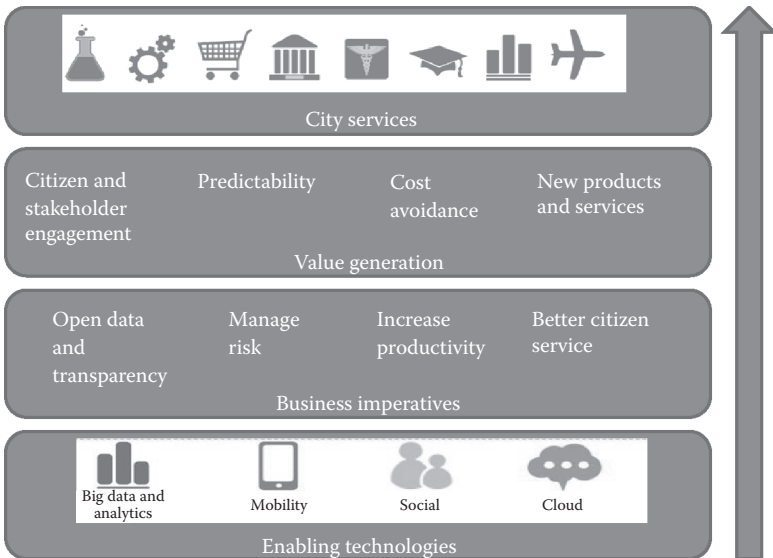 City services
Citizen and
stakeholder
engagement
Predictability
Cost
avoidance
New products
and services
Value generation
Open data
and
transparency
Manage
risk
Increase
productivity
Better citizen
service
Business imperatives
Big data and
analytics
Mobility
Social
Cloud
Enabling technologies